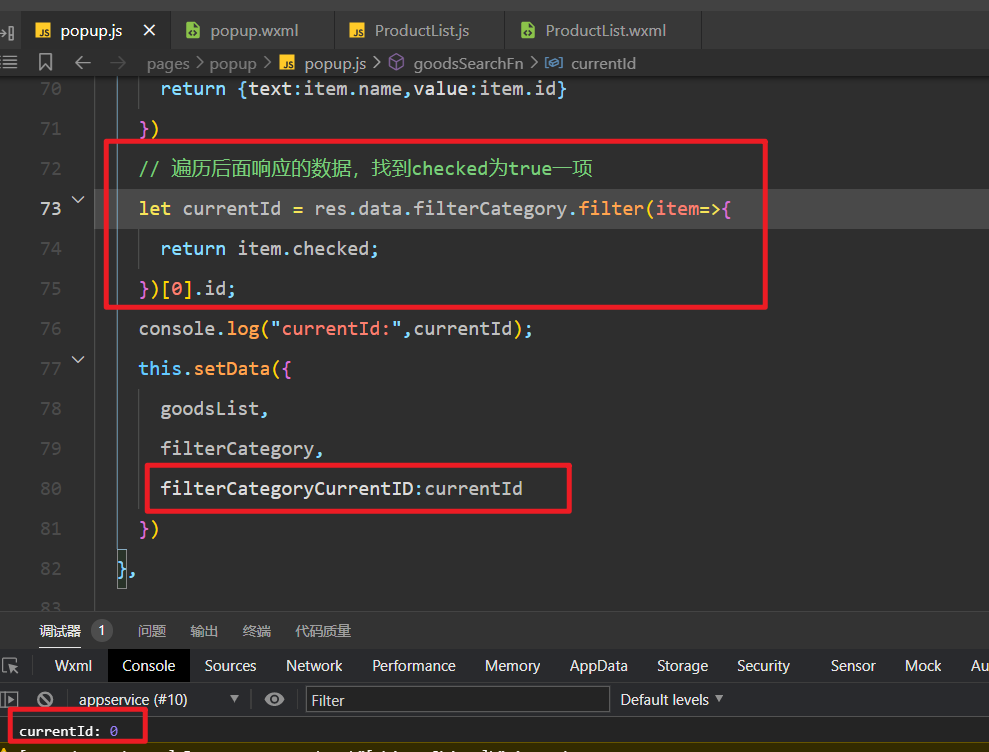 JS popup.js
popup.wxml
JS ProductList.js
ProductList.wxml
pages > popup > JS popup.js > goodsSearchFn > currentId
70 return {text:item.name,value:item.id}
71 })
72 // 遍历后面响应的数据，找到checked为true一项
73 let currentId = res.data.filterCategory.filter(item=>{
74 return item.checked;
75 })[0].id;
76 console.log("currentId:",currentId);
77 this.setData({
78 goodsList,
79 filterCategory,
80 filterCategoryCurrentID:currentId
81 })
82 },
83
调试器 1 问题 输出 终端 代码质量
Wxml Console Sources Network Performance Memory AppData Storage Security Sensor Mock Au
appservice (#10) Filter Default levels
currentId: 0